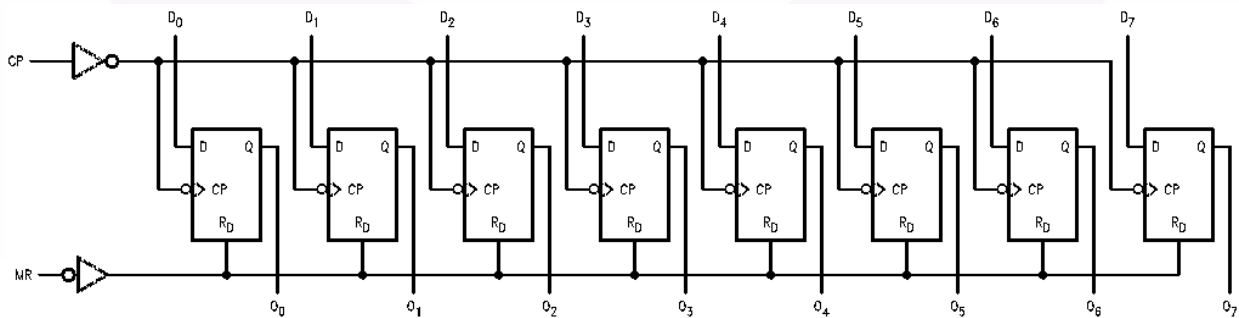 D0 D1 D2 D3 D4 D5 D6 D7
CP
D Q D Q D Q D Q D Q D Q D Q D Q
CP CP CP CP CP CP CP CP
RD RD RD RD RD RD RD RD
MR
O0 O1 O2 O3 O4 O5 O6 O7